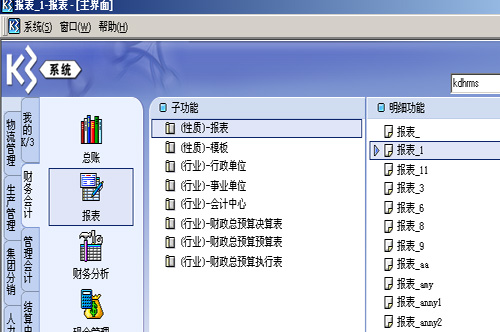 报表_1-报表 - [主界面]
系统(S) 窗口(W) 帮助(H)
K3 系统
kdhrms
我的K/3
物流管理
财务会计
生产管理
管理会计
集团分销
结算中
人力
总账
报表
财务分析
现金管理
子功能
(性质)-报表
(性质)-模板
(行业)-行政单位
(行业)-事业单位
(行业)-会计中心
(行业)-财政总预算决算表
(行业)-财政总预算预算表
(行业)-财政总预算执行表
明细功能
报表_
报表_1
报表_11
报表_3
报表_6
报表_8
报表_9
报表_aa
报表_amy
报表_anny1
报表_anny2